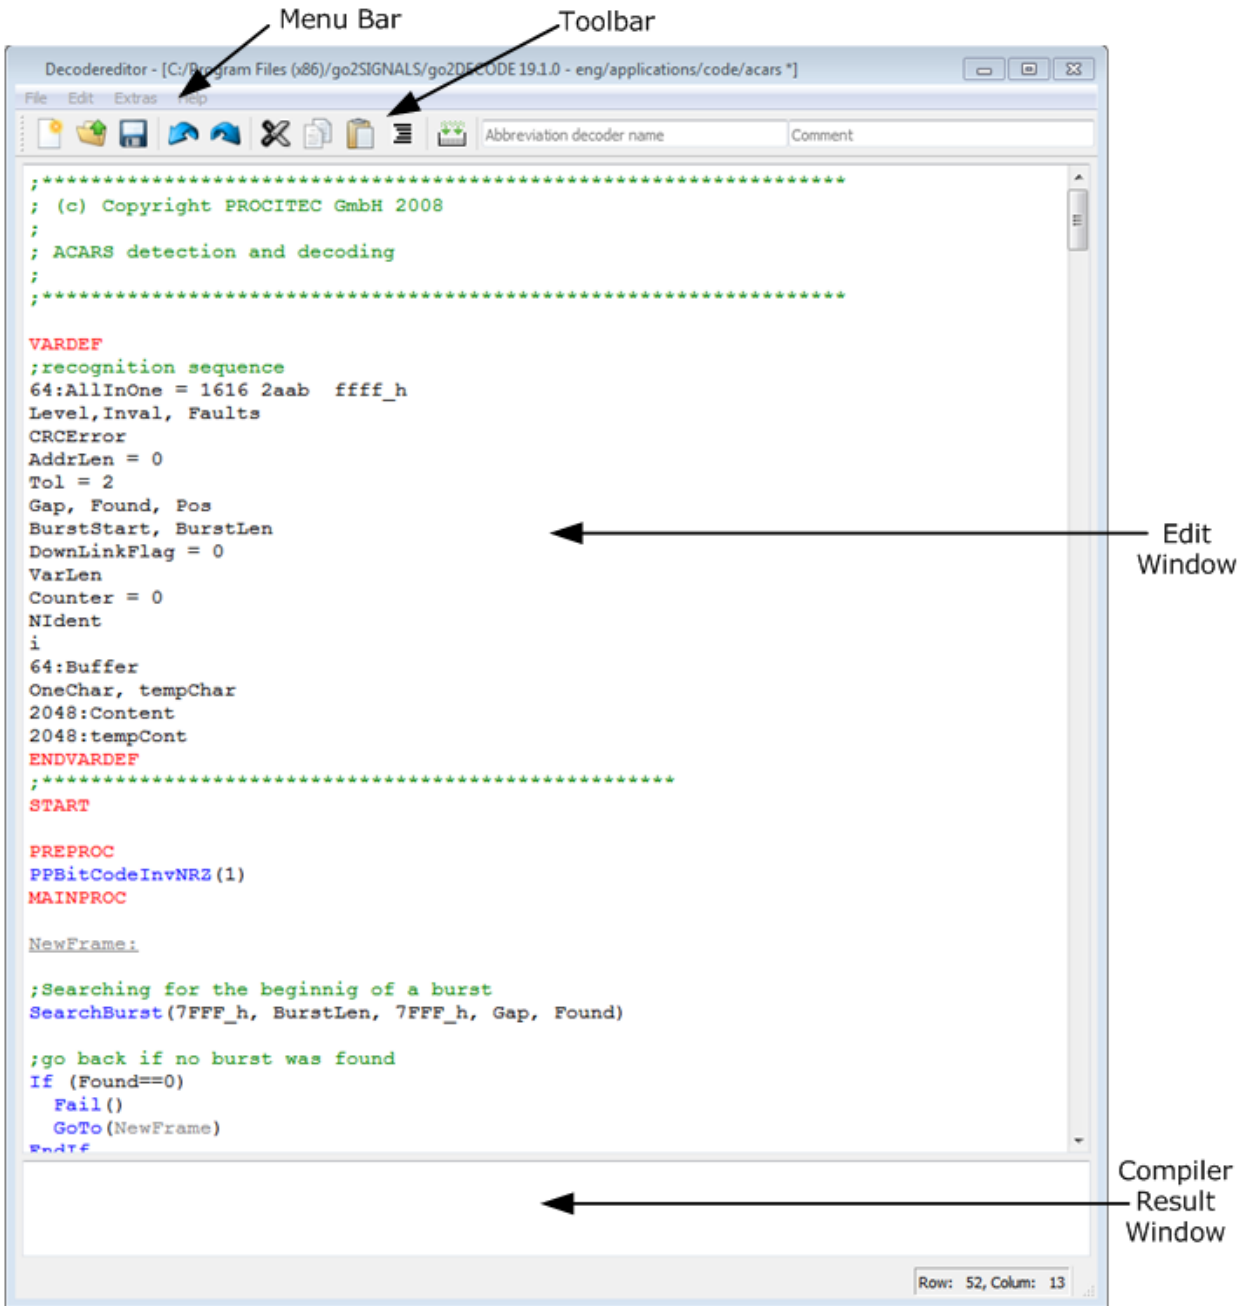 Menu Bar
Toolbar
Decodereditor - [C:/Program Files (x86)/go2SIGNALS/go2DECODE 19.1.0 - eng/applications/code/acars *]
File Edit Extras Help
Abbreviation decoder name
Comment
;******************************************************************
; (c) Copyright PROCITEC GmbH 2008
;
; ACARS detection and decoding
;
;******************************************************************
VARDEF
;recognition sequence
64:AllInOne = 1616 2aab  ffff_h
Level,Inval, Faults
CRCError
AddrLen = 0
Tol = 2
Gap, Found, Pos
BurstStart, BurstLen
DownLinkFlag = 0
VarLen
Counter = 0
NIdent
i
64:Buffer
OneChar, tempChar
2048:Content
2048:tempCont
ENDVARDEF
;****************************************************
START
PREPROC
PPBitCodeInvNRZ(1)
MAINPROC
NewFrame:
;Searching for the beginnig of a burst
SearchBurst(7FFF_h, BurstLen, 7FFF_h, Gap, Found)
;go back if no burst was found
If (Found==0)
  Fail()
  GoTo(NewFrame)
EndIf
Edit
Window
Compiler
Result
Window
Row: 52, Colum: 13